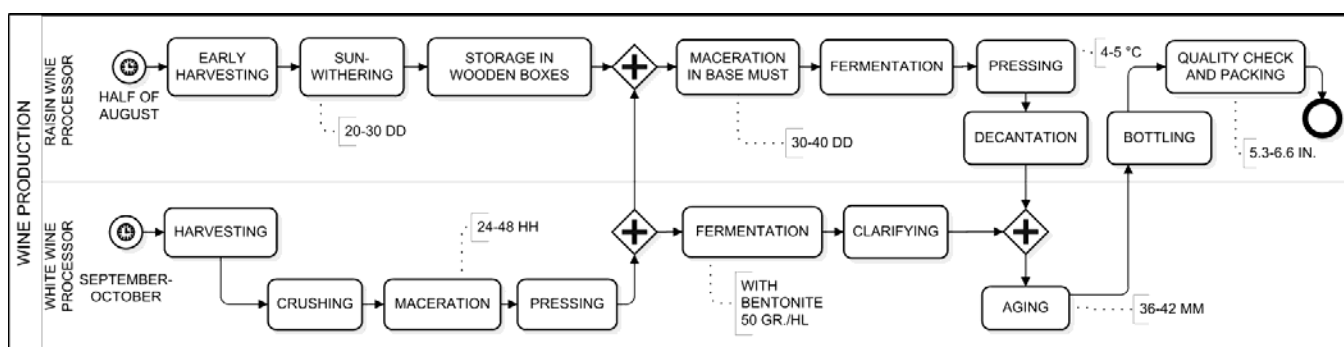 WINE PRODUCTION
RAISIN WINE
PROCESSOR
HALF OF
AUGUST
EARLY
HARVESTING
SUN-
WITHERING
20-30 DD
STORAGE IN
WOODEN BOXES
MACERATION
IN BASE MUST
30-40 DD
FERMENTATION
PRESSING
4-5 °C
DECANTATION
BOTTLING
QUALITY CHECK
AND PACKING
5.3-6.6 IN.
WHITE WINE
PROCESSOR
SEPTEMBER-
OCTOBER
HARVESTING
CRUSHING
MACERATION
24-48 HH
PRESSING
FERMENTATION
WITH
BENTONITE
50 GR./HL
CLARIFYING
AGING
36-42 MM